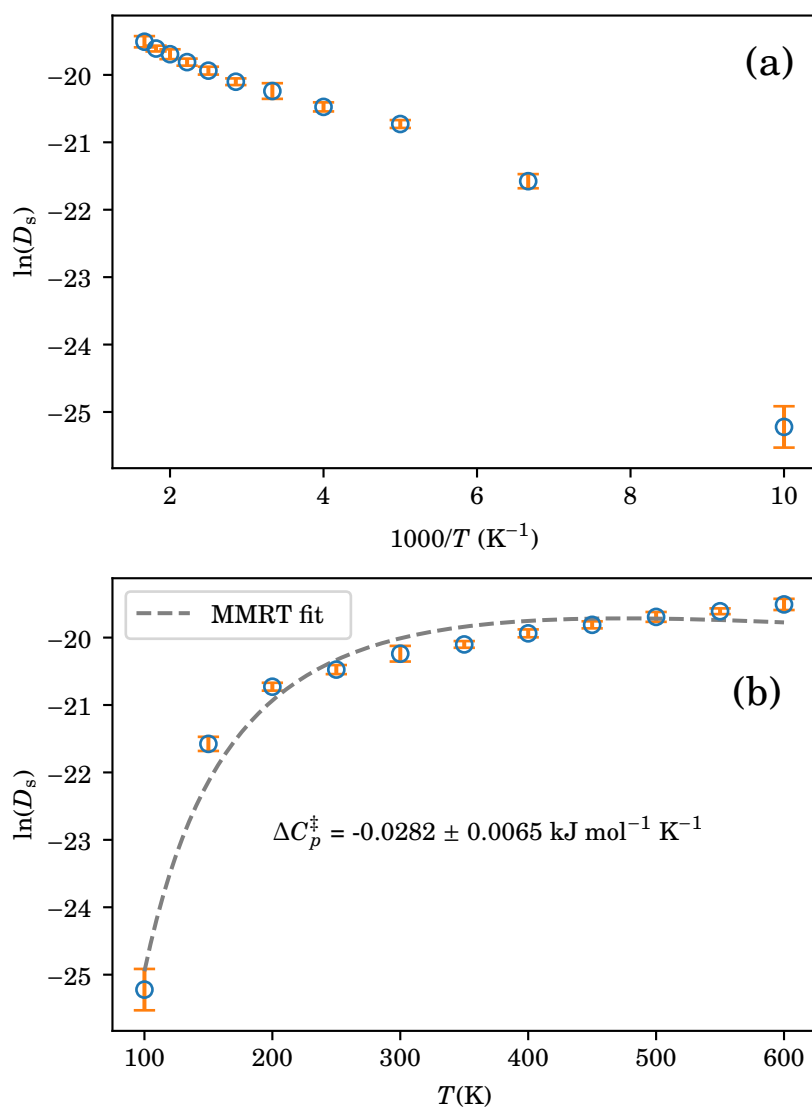 (a)
ln(Dₛ)
−20
−21
−22
−23
−24
−25
2 4 6 8 10
1000/T (K⁻¹)
MMRT fit
(b)
ln(Dₛ)
−20
−21
−22
−23
−24
−25
ΔC‡ₚ = -0.0282 ± 0.0065 kJ mol⁻¹ K⁻¹
100 200 300 400 500 600
T(K)